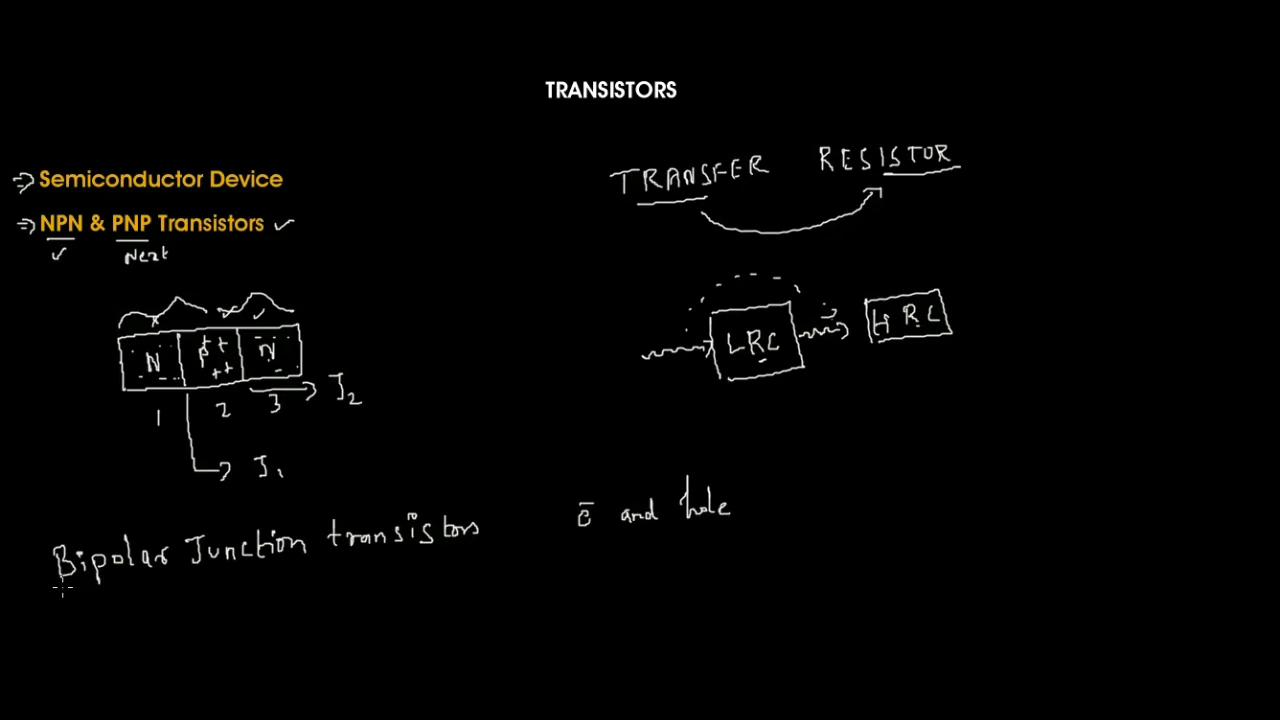 TRANSISTORS
TRANSFER RESISTOR
⇒ Semiconductor Device
⇒ NPN & PNP Transistors ✓
✓ Next
N P ++ ++ N
1 2 3 → J2
→ J1
LRC HRC
Bipolar Junction transistors
e̅ and hole